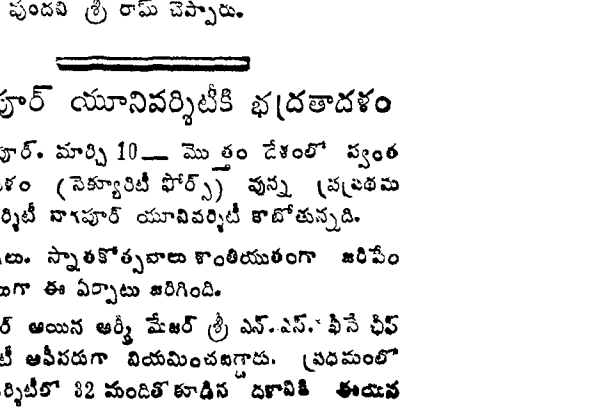 వుందని శ్రీ రామ్ చెప్పారు.
పూర్ యూనివర్శిటీకి భద్రతాదళం
పూర్. మార్చి 10— మొత్తం దేశంలో స్వంత
ళం (సెక్యూరిటీ ఫోర్స్) వున్న ప్రప్రథమ
ర్శిటీ నాగపూర్ యూనివర్శిటీ కాబోతున్నది.
లు. స్నాతకోత్సవాలు శాంతియుతంగా జరిపేం
లుగా ఈ ఏర్పాటు జరిగింది.
ర్ అయిన ఆర్మీ మేజర్ శ్రీ ఎన్.ఎస్. ఛీఫ్
టీ ఆఫీసరుగా నియమించబడ్డారు. ప్రథమంలో
ర్శిటీలో 32 మందితో కూడిన దళానికి ఈయన